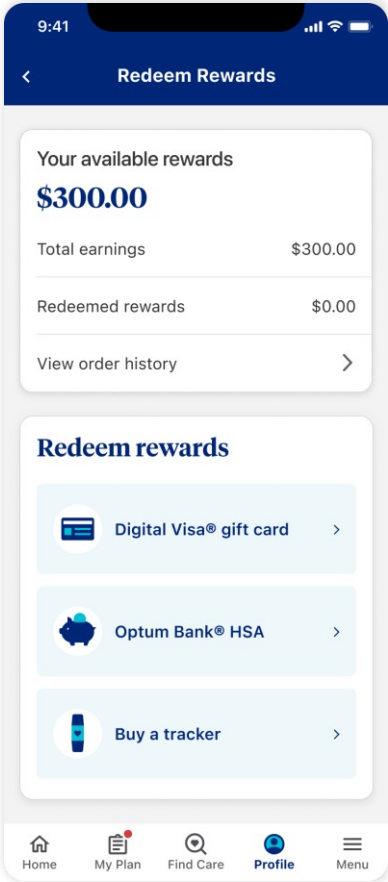 9:41
Redeem Rewards
Your available rewards
$300.00
Total earnings $300.00
Redeemed rewards $0.00
View order history
Redeem rewards
Digital Visa® gift card
Optum Bank® HSA
Buy a tracker
Home My Plan Find Care Profile Menu